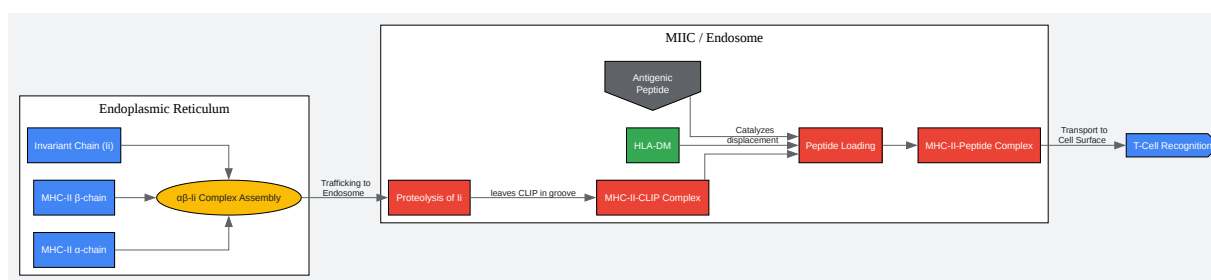 MIIC / Endosome
Antigenic
Peptide
Endoplasmic Reticulum
Invariant Chain (Ii)
HLA-DM
Catalyzes
displacement
Peptide Loading
MHC-II-Peptide Complex
Transport to
Cell Surface
T-Cell Recognition
MHC-II β-chain
αβ-Ii Complex Assembly
Trafficking to
Endosome
Proteolysis of Ii
leaves CLIP in groove
MHC-II-CLIP Complex
MHC-II α-chain